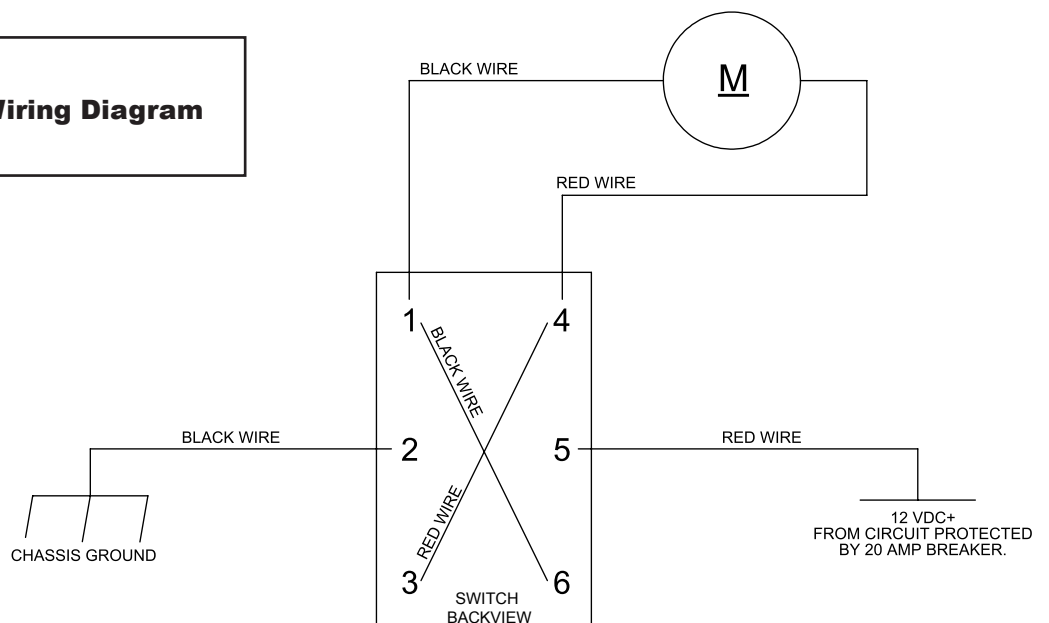 Diagram
BLACK WIRE
M
RED WIRE
1
4
BLACK WIRE
BLACK WIRE
2
5
RED WIRE
RED WIRE
CHASSIS GROUND
12 VDC+
FROM CIRCUIT PROTECTED
BY 20 AMP BREAKER.
3
6
SWITCH
BACKVIEW